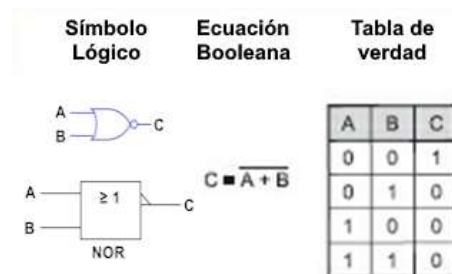 Símbolo Lógico
Ecuación Booleana
Tabla de verdad
A
B
C
A
B
≥ 1
C
NOR
C = \overline{A + B}
A B C
0 0 1
0 1 0
1 0 0
1 1 0